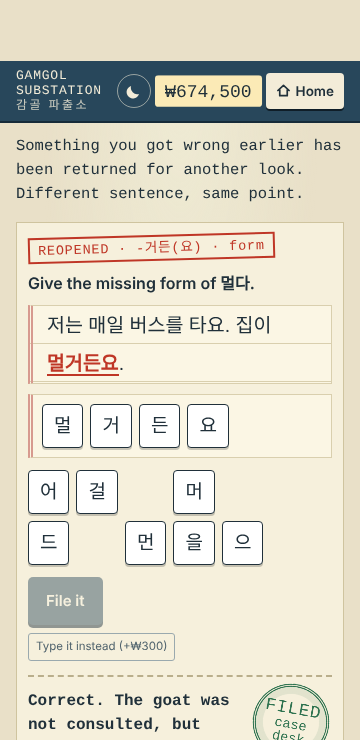 GAMGOL
SUBSTATION
감골 파출소
₩674,500
Home
Something you got wrong earlier has
been returned for another look.
Different sentence, same point.
REOPENED · -거든(요) · form
Give the missing form of 멀다.
저는 매일 버스를 타요. 집이
멀거든요.
멀 거 든 요
어 걸 머
드 먼 을 으
File it
Type it instead (+₩300)
Correct. The goat was
not consulted, but
FILED
case
desk